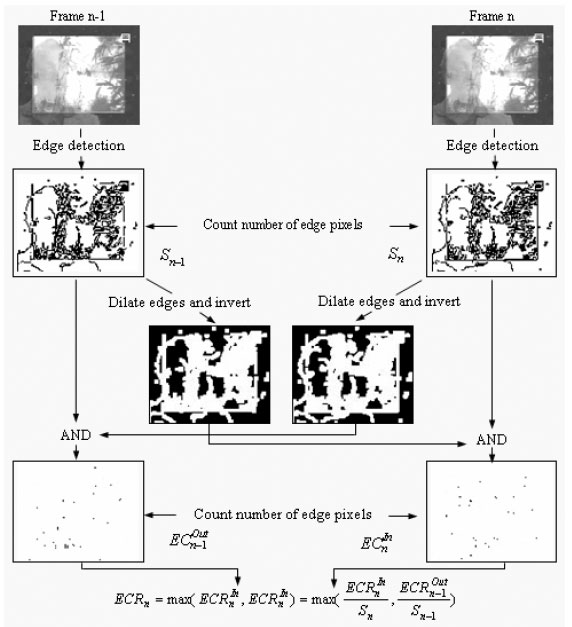 Frame n-1
Frame n
Edge detection
Edge detection
Count number of edge pixels
S_{n-1}
S_n
Dilate edges and invert
Dilate edges and invert
AND
AND
Count number of edge pixels
EC_{n-1}^{Out}
EC_n^{In}
ECR_n = max( ECR_n^{In}, ECR_n^{In}) = max( \frac{ECR_n^{In}}{S_n}, \frac{ECR_{n-1}^{Out}}{S_{n-1}})